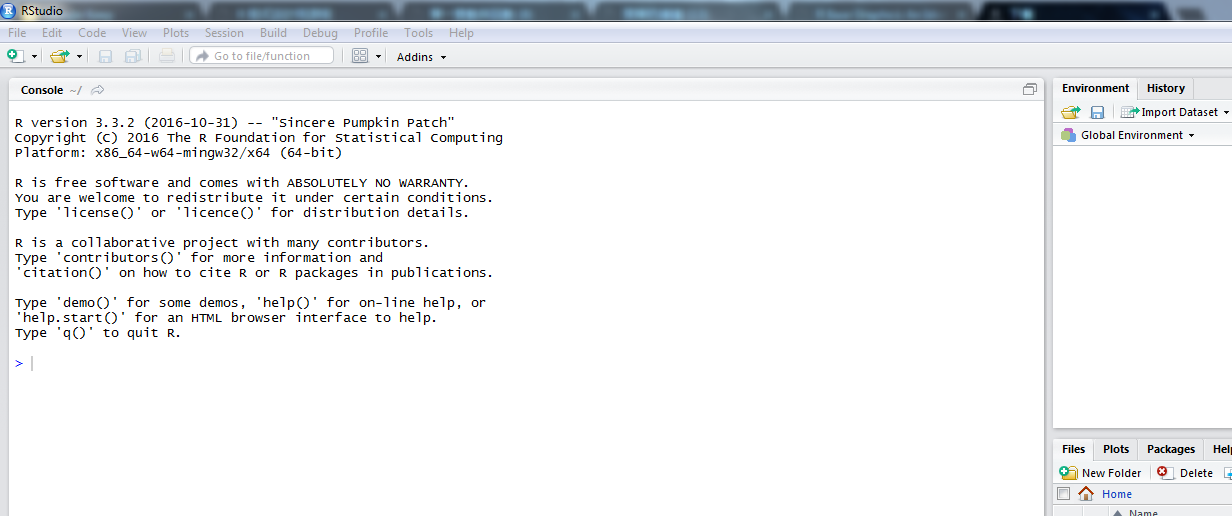 RStudio
File Edit Code View Plots Session Build Debug Profile Tools Help
Go to file/function Addins
Console ~/
R version 3.3.2 (2016-10-31) -- "Sincere Pumpkin Patch"
Copyright (C) 2016 The R Foundation for Statistical Computing
Platform: x86_64-w64-mingw32/x64 (64-bit)
R is free software and comes with ABSOLUTELY NO WARRANTY.
You are welcome to redistribute it under certain conditions.
Type 'license()' or 'licence()' for distribution details.
R is a collaborative project with many contributors.
Type 'contributors()' for more information and
'citation()' on how to cite R or R packages in publications.
Type 'demo()' for some demos, 'help()' for on-line help, or
'help.start()' for an HTML browser interface to help.
Type 'q()' to quit R.
>
Environment History
Import Dataset
Global Environment
Files Plots Packages Help
New Folder Delete
Home
Name